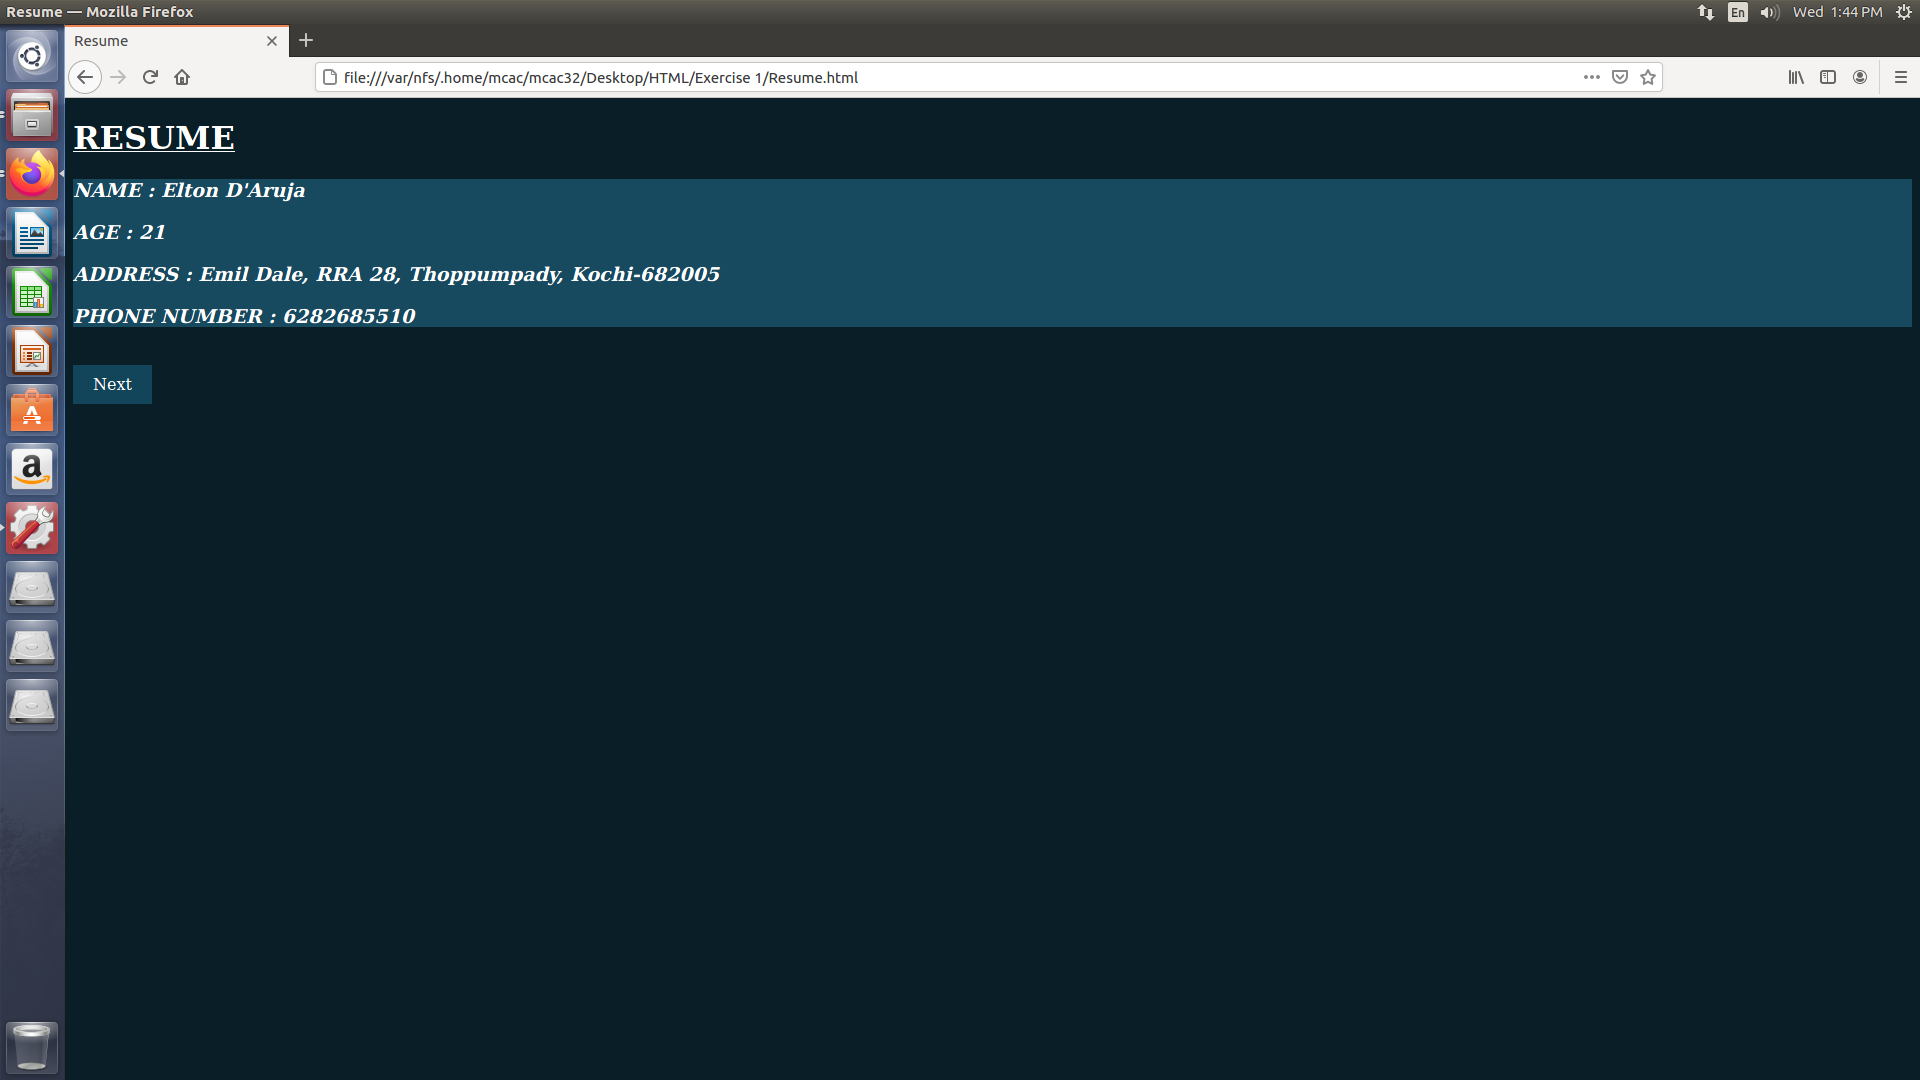 Resume — Mozilla Firefox
En
Wed 1:44 PM
Resume
file:///var/nfs/.home/mcac/mcac32/Desktop/HTML/Exercise 1/Resume.html
RESUME
NAME : Elton D'Aruja
AGE : 21
ADDRESS : Emil Dale, RRA 28, Thoppumpady, Kochi-682005
PHONE NUMBER : 6282685510
Next
A
a